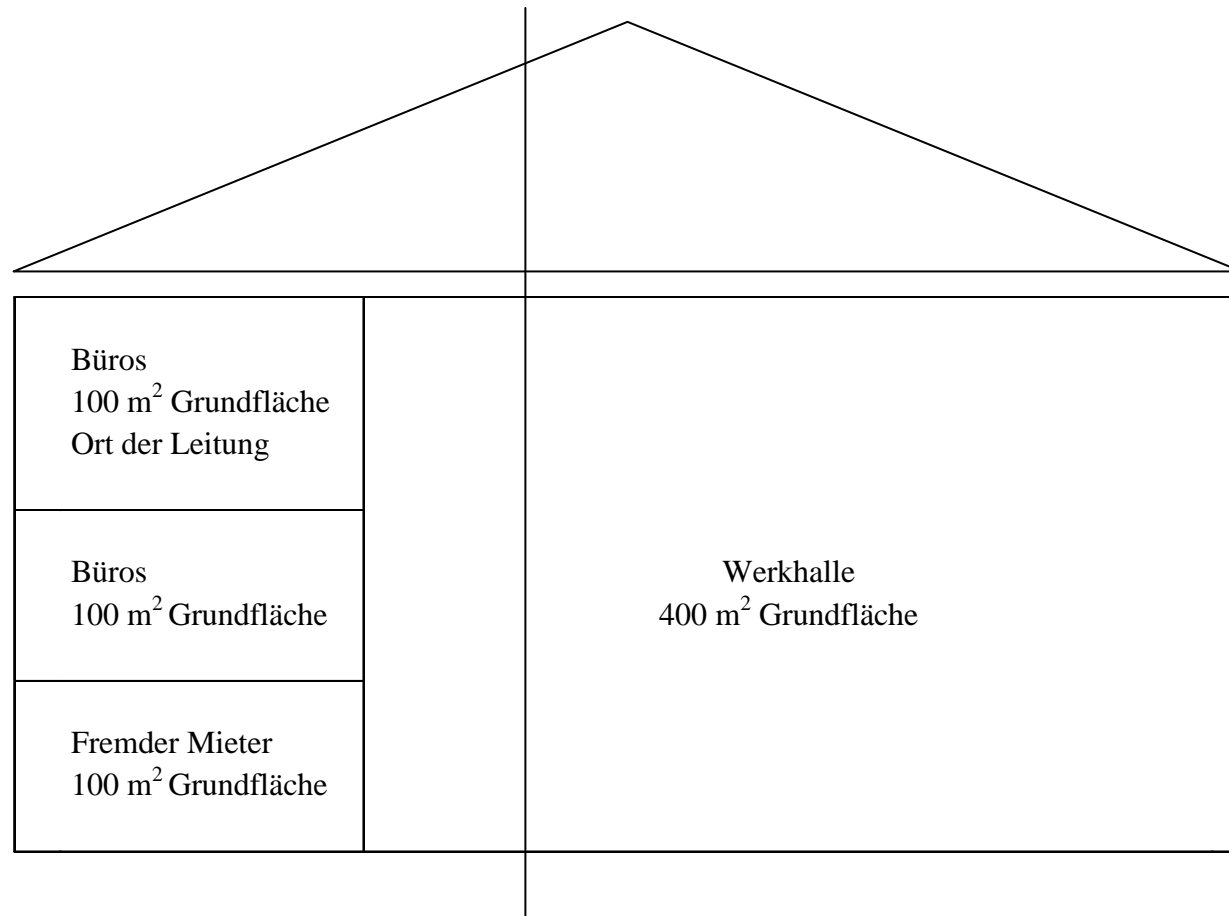 Büros
100 m² Grundfläche
Ort der Leitung
Büros
100 m² Grundfläche
Werkhalle
400 m² Grundfläche
Fremder Mieter
100 m² Grundfläche